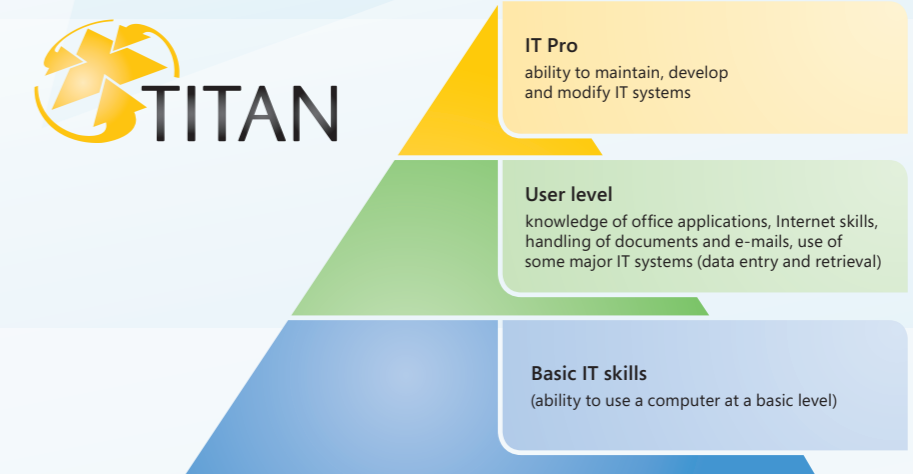 TITAN
IT Pro
ability to maintain, develop
and modify IT systems
User level
knowledge of office applications, Internet skills,
handling of documents and e-mails, use of
some major IT systems (data entry and retrieval)
Basic IT skills
(ability to use a computer at a basic level)